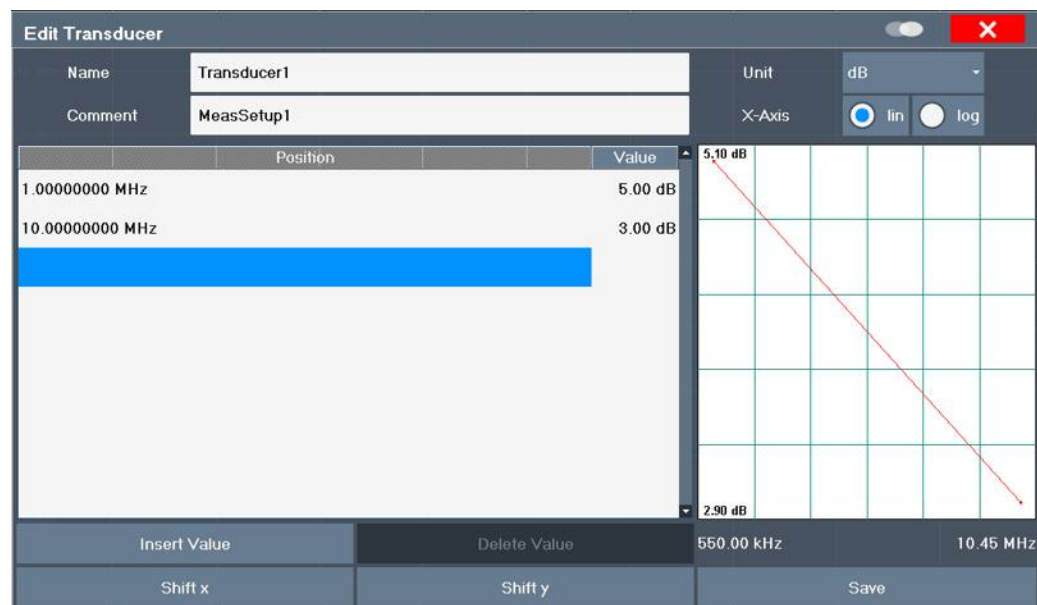 Edit Transducer
Name Transducer1 Unit dB
Comment MeasSetup1 X-Axis lin log
Position Value
1.00000000 MHz 5.00 dB
10.00000000 MHz 3.00 dB
5.10 dB
2.90 dB
550.00 kHz 10.45 MHz
Insert Value Delete Value
Shift x Shift y Save